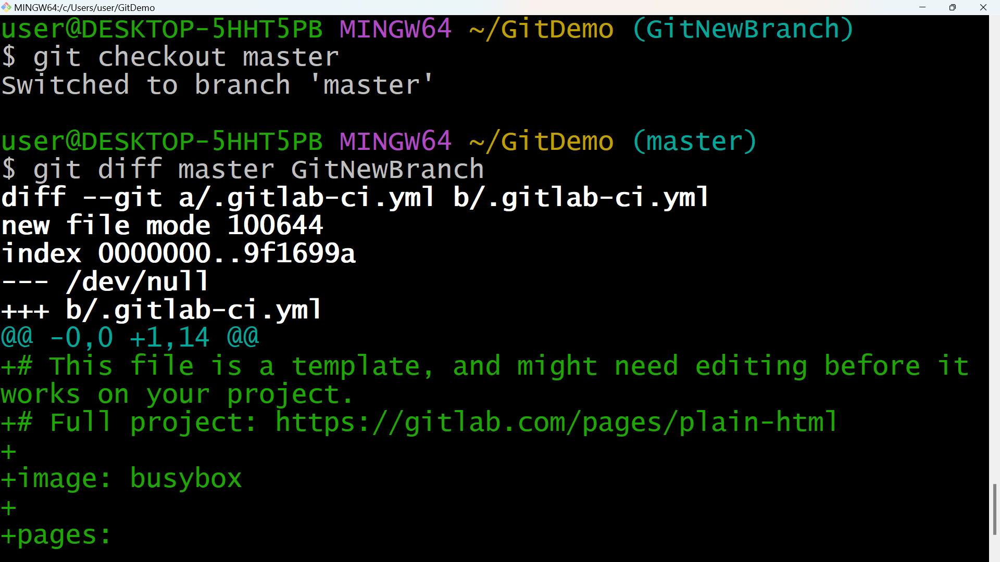 MINGW64:/c/Users/user/GitDemo
user@DESKTOP-5HHT5PB MINGW64 ~/GitDemo (GitNewBranch)
$ git checkout master
Switched to branch 'master'
user@DESKTOP-5HHT5PB MINGW64 ~/GitDemo (master)
$ git diff master GitNewBranch
diff --git a/.gitlab-ci.yml b/.gitlab-ci.yml
new file mode 100644
index 0000000..9f1699a
--- /dev/null
+++ b/.gitlab-ci.yml
@@ -0,0 +1,14 @@
+# This file is a template, and might need editing before it
works on your project.
+# Full project: https://gitlab.com/pages/plain-html
+
+image: busybox
+
+pages: